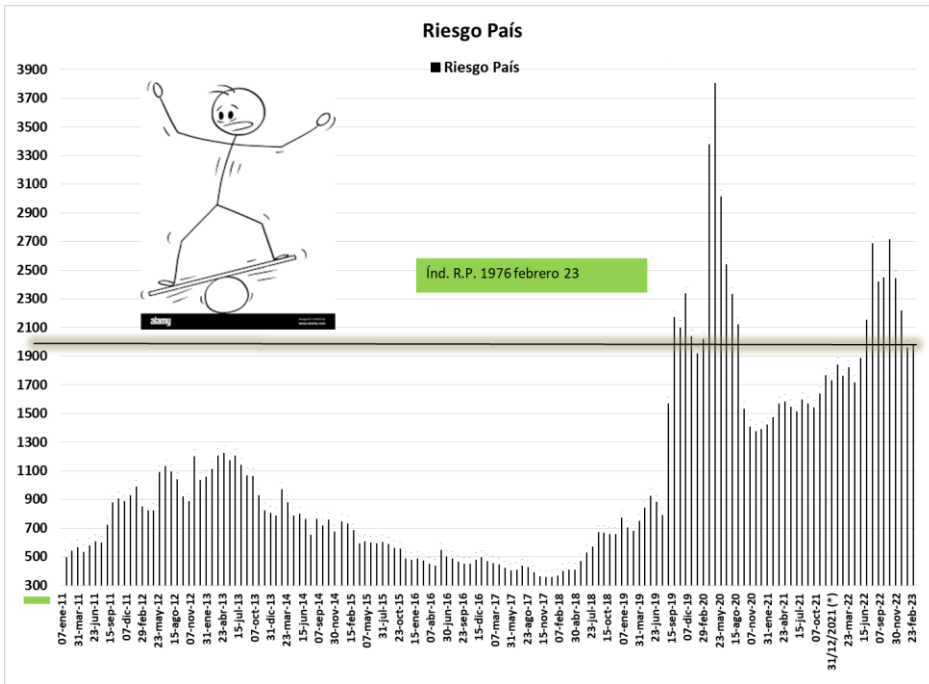 Riesgo País
Riesgo País
3900
3700
3500
3300
3100
2900
2700
2500
2300
2100
1900
1700
1500
1300
1100
900
700
500
300
Índ. R.P. 1976 febrero 23
alamy
www.alamy.com
07-ene-11
31-mar-11
23-jun-11
15-sep-11
07-dic-11
29-feb-12
23-may-12
15-ago-12
07-nov-12
31-ene-13
23-abr-13
15-jul-13
07-oct-13
31-dic-13
23-mar-14
15-jun-14
07-sep-14
30-nov-14
15-feb-15
07-may-15
31-jul-15
23-oct-15
15-ene-16
07-abr-16
30-jun-16
23-sep-16
15-dic-16
07-mar-17
31-may-17
23-ago-17
15-nov-17
07-feb-18
30-abr-18
23-jul-18
15-oct-18
07-ene-19
31-mar-19
23-jun-19
15-sep-19
07-dic-19
29-feb-20
23-may-20
15-ago-20
07-nov-20
31-ene-21
23-abr-21
15-jul-21
07-oct-21
31/12/2021 (*)
23-mar-22
15-jun-22
07-sep-22
30-nov-22
23-feb-23